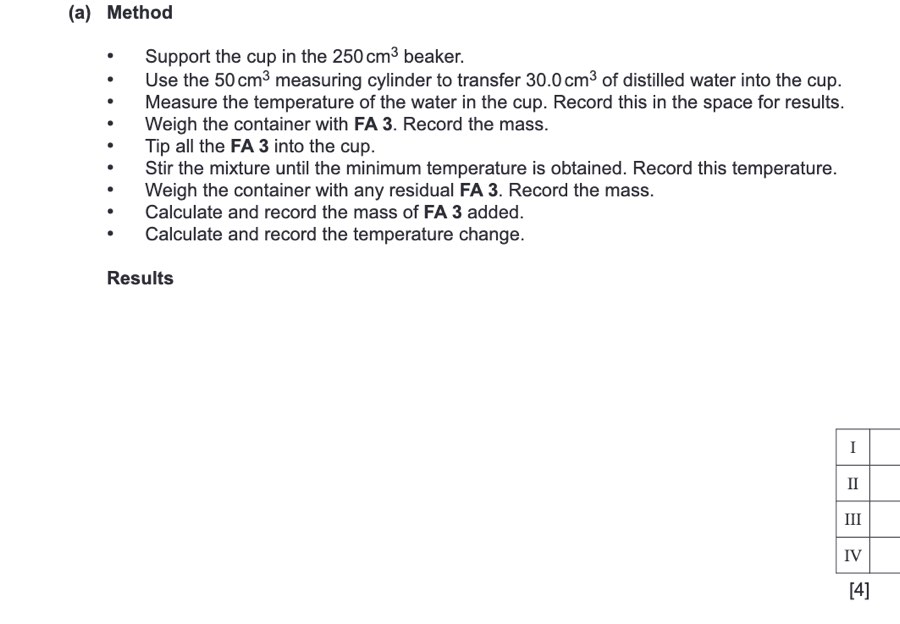 (a) Method
• Support the cup in the 250 cm³ beaker.
• Use the 50 cm³ measuring cylinder to transfer 30.0 cm³ of distilled water into the cup.
• Measure the temperature of the water in the cup. Record this in the space for results.
• Weigh the container with FA 3. Record the mass.
• Tip all the FA 3 into the cup.
• Stir the mixture until the minimum temperature is obtained. Record this temperature.
• Weigh the container with any residual FA 3. Record the mass.
• Calculate and record the mass of FA 3 added.
• Calculate and record the temperature change.
Results
I
II
III
IV
[4]